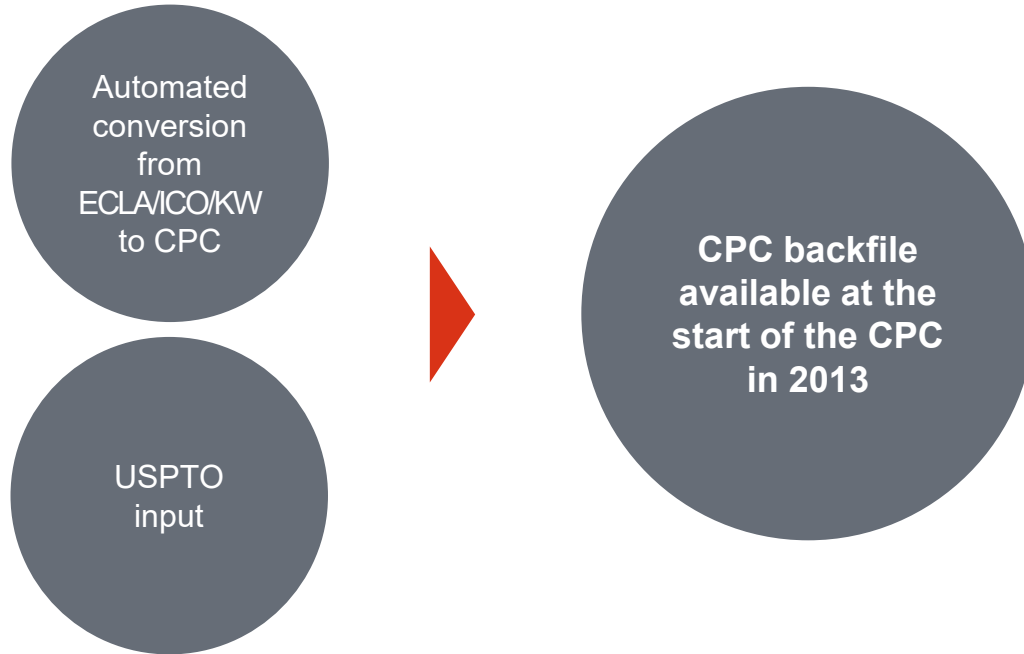 Automated
conversion
from
ECLA/ICO/KW
to CPC
USPTO
input
CPC backfile
available at the
start of the CPC
in 2013